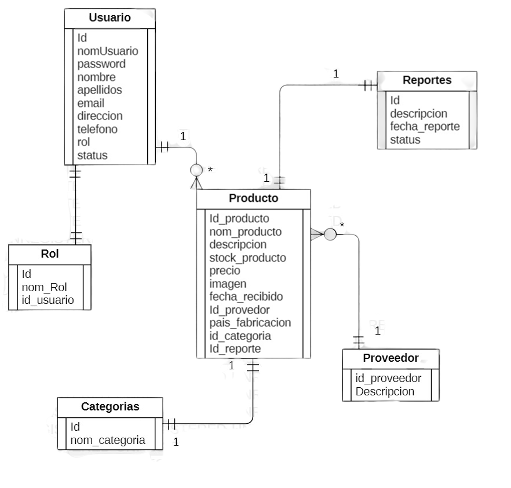 Usuario
Id
nomUsuario
password
nombre
apellidos
email
direccion
telefono
rol
status
1
*
1
Reportes
Id
descripcion
fecha_reporte
status
1
Producto
Id_producto
nom_producto
descripcion
stock_producto
precio
imagen
fecha_recibido
Id_provedor
pais_fabricacion
id_categoria
Id_reporte
*
Rol
Id
nom_Rol
id_usuario
1
Proveedor
id_proveedor
Descripcion
1
Categorias
Id
nom_categoria
1